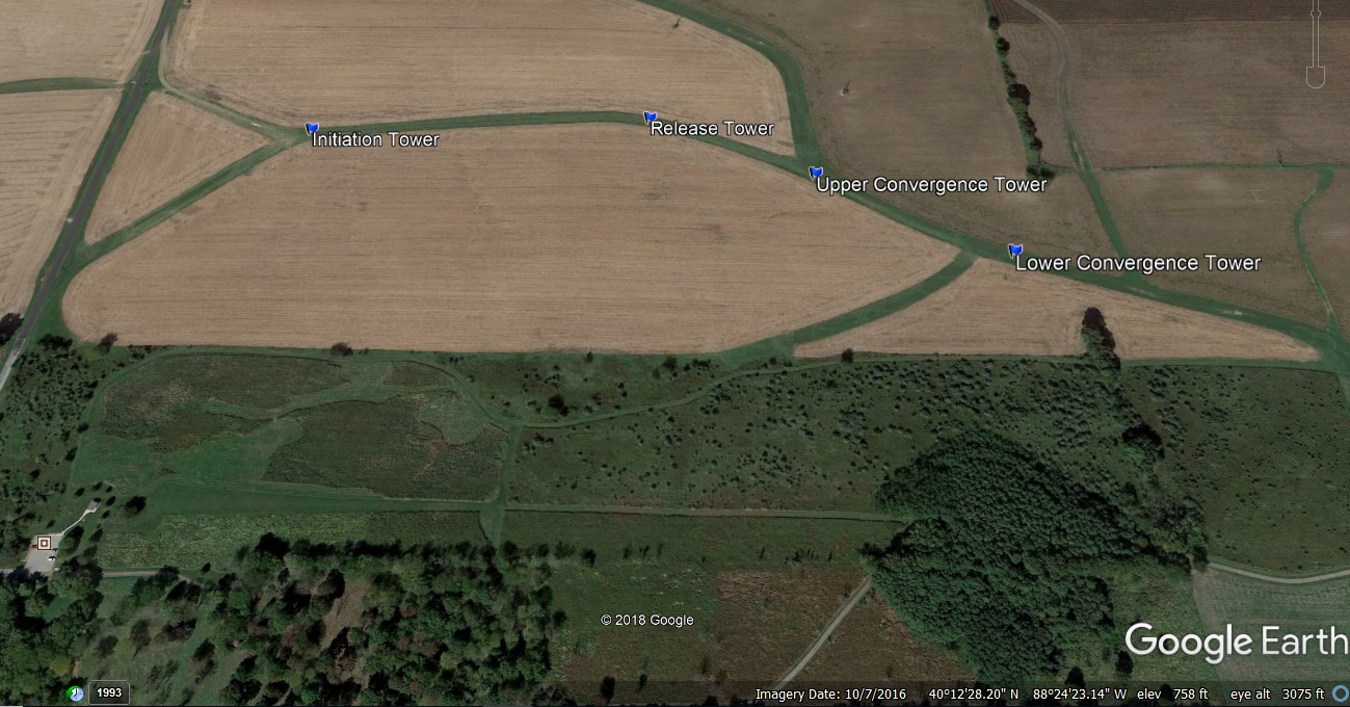 Initiation Tower
Release Tower
Upper Convergence Tower
Lower Convergence Tower
© 2018 Google
Google Earth
1993
Imagery Date: 10/7/2016 40°12'28.20" N 88°24'23.14" W elev 758 ft eye alt 3075 ft